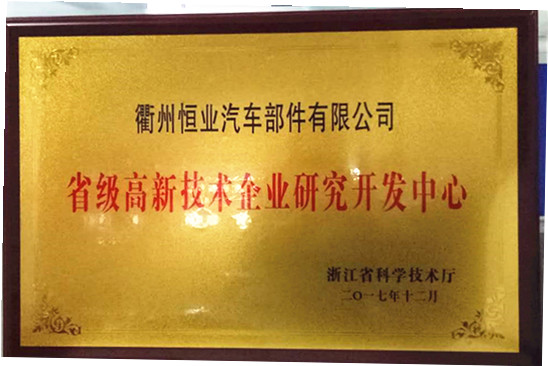 衢州恒业汽车部件有限公司
省级高新技术企业研究开发中心
浙江省科学技术厅
二〇一七年十二月